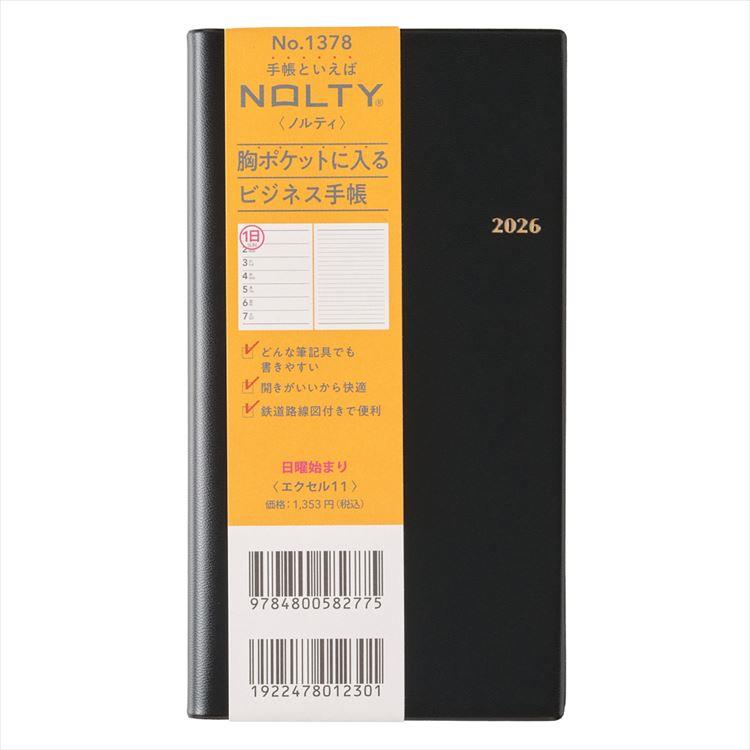 No.1378
手帳といえば
NOLTY®
〈ノルティ〉
胸ポケットに入る
ビジネス手帳
2026
1日
2
3
4
5
6
7
どんな筆記具でも
書きやすい
開きがいいから快適
鉄道路線図付きで便利
日曜始まり
〈エクセル11〉
価格:1,353円(税込)
9784800582775
1922478012301